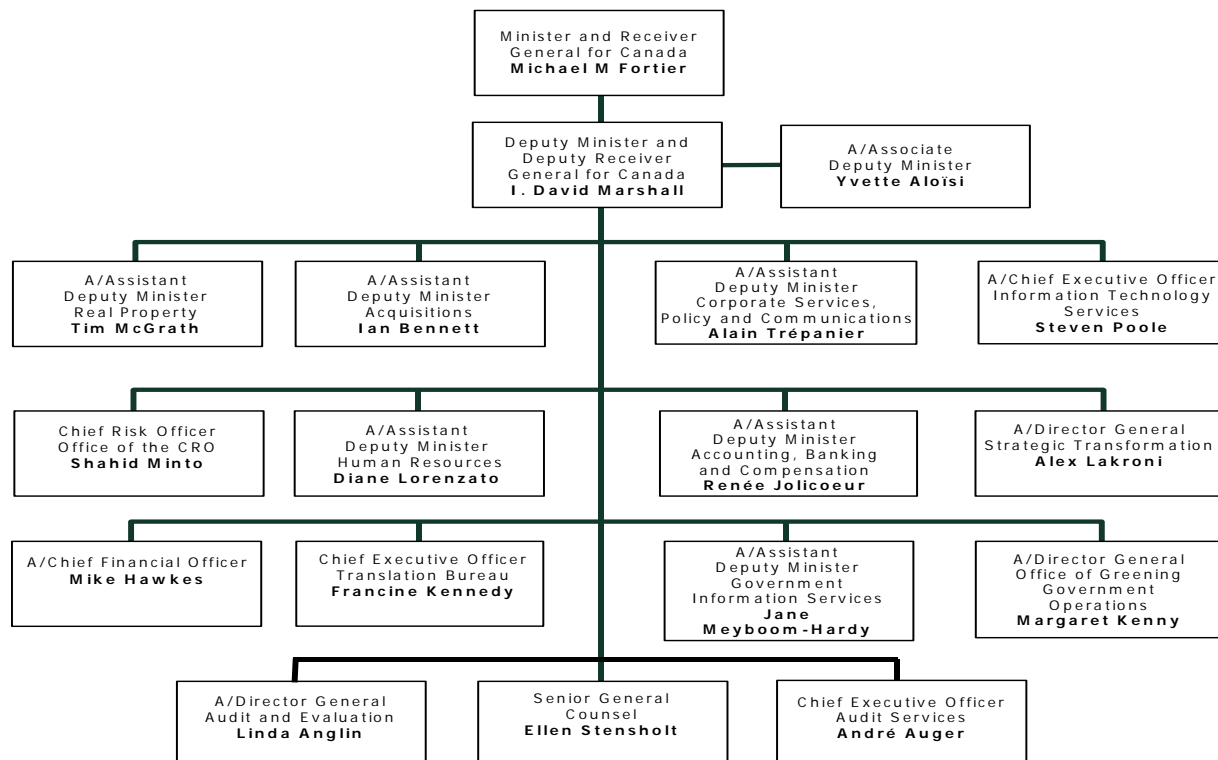 Minister and Receiver
General for Canada
Michael M Fortier
Deputy Minister and
Deputy Receiver
General for Canada
I. David Marshall
A/Associate
Deputy Minister
Yvette Aloïsi
A/Assistant
Deputy Minister
Real Property
Tim McGrath
A/Assistant
Deputy Minister
Acquisitions
Ian Bennett
A/Assistant
Deputy Minister
Corporate Services,
Policy and Communications
Alain Trépanier
A/Chief Executive Officer
Information Technology
Services
Steven Poole
Chief Risk Officer
Office of the CRO
Shahid Minto
A/Assistant
Deputy Minister
Human Resources
Diane Lorenzato
A/Assistant
Deputy Minister
Accounting, Banking
and Compensation
Renée Jolicoeur
A/Director General
Strategic Transformation
Alex Lakroni
A/Chief Financial Officer
Mike Hawkes
Chief Executive Officer
Translation Bureau
Francine Kennedy
A/Assistant
Deputy Minister
Government
Information Services
Jane
Meyboom-Hardy
A/Director General
Office of Greening
Government
Operations
Margaret Kenny
A/Director General
Audit and Evaluation
Linda Anglin
Senior General
Counsel
Ellen Stensholt
Chief Executive Officer
Audit Services
André Auger